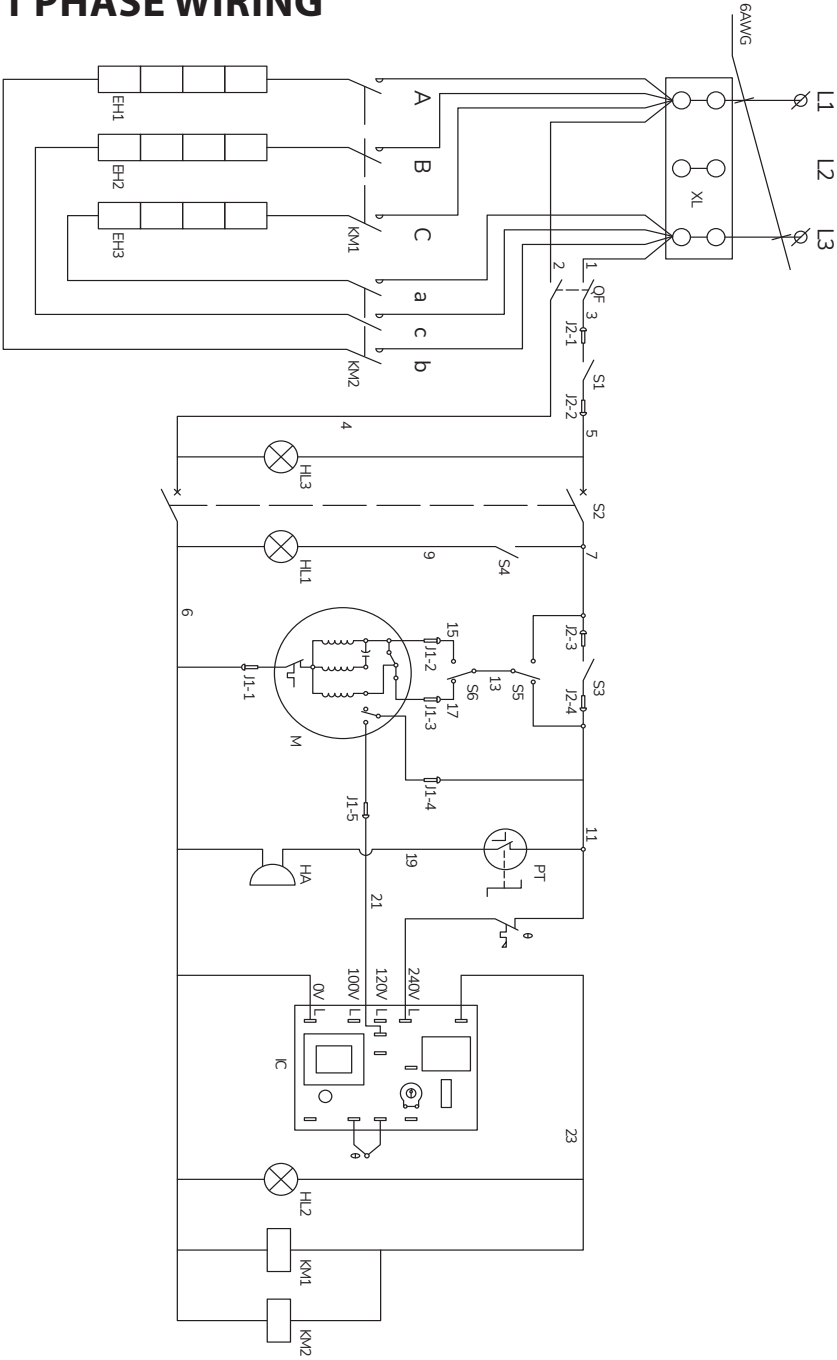 1 PHASE WIRING
6AWG
L1
L2
L3
XL
A
B
C
KM1
a
c
b
KM2
EH1
EH2
EH3
2
1
QF
3
J2-1
S1
J2-2
5
4
HL3
S2
HL1
9
S4
7
6
J1-1
M
15
J1-2
J1-3
17
S6
13
S5
J2-3
S3
J2-4
J1-4
J1-5
11
PT
19
HA
21
θ
240V L
120V L
100V L
0V L
IC
θ
23
HL2
KM1
KM2